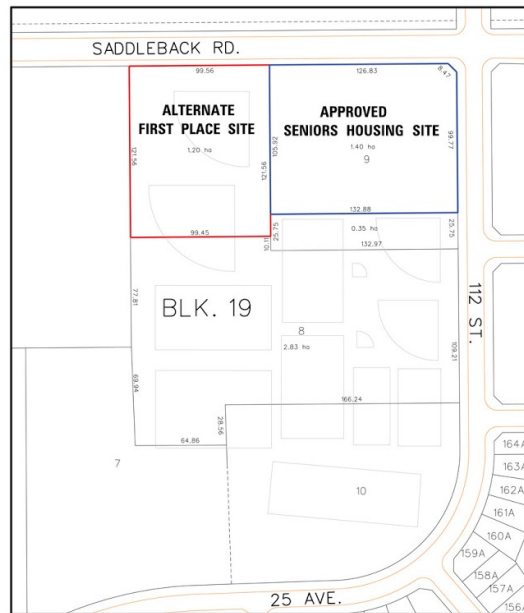 SADDLEBACK RD.
99.56
126.83
8.47
ALTERNATE
FIRST PLACE SITE
APPROVED
SENIORS HOUSING SITE
121.56
1.20 ha
121.56
105.92
1.40 ha
9
99.77
132.88
99.45
10.11
25.75
0.35 ha
25.75
132.97
77.81
BLK. 19
8
2.83 ha
112 ST.
109.21
69.94
28.56
166.24
64.86
7
10
164A
163A
162A
161A
160A
159A
158A
157A
156A
25 AVE.